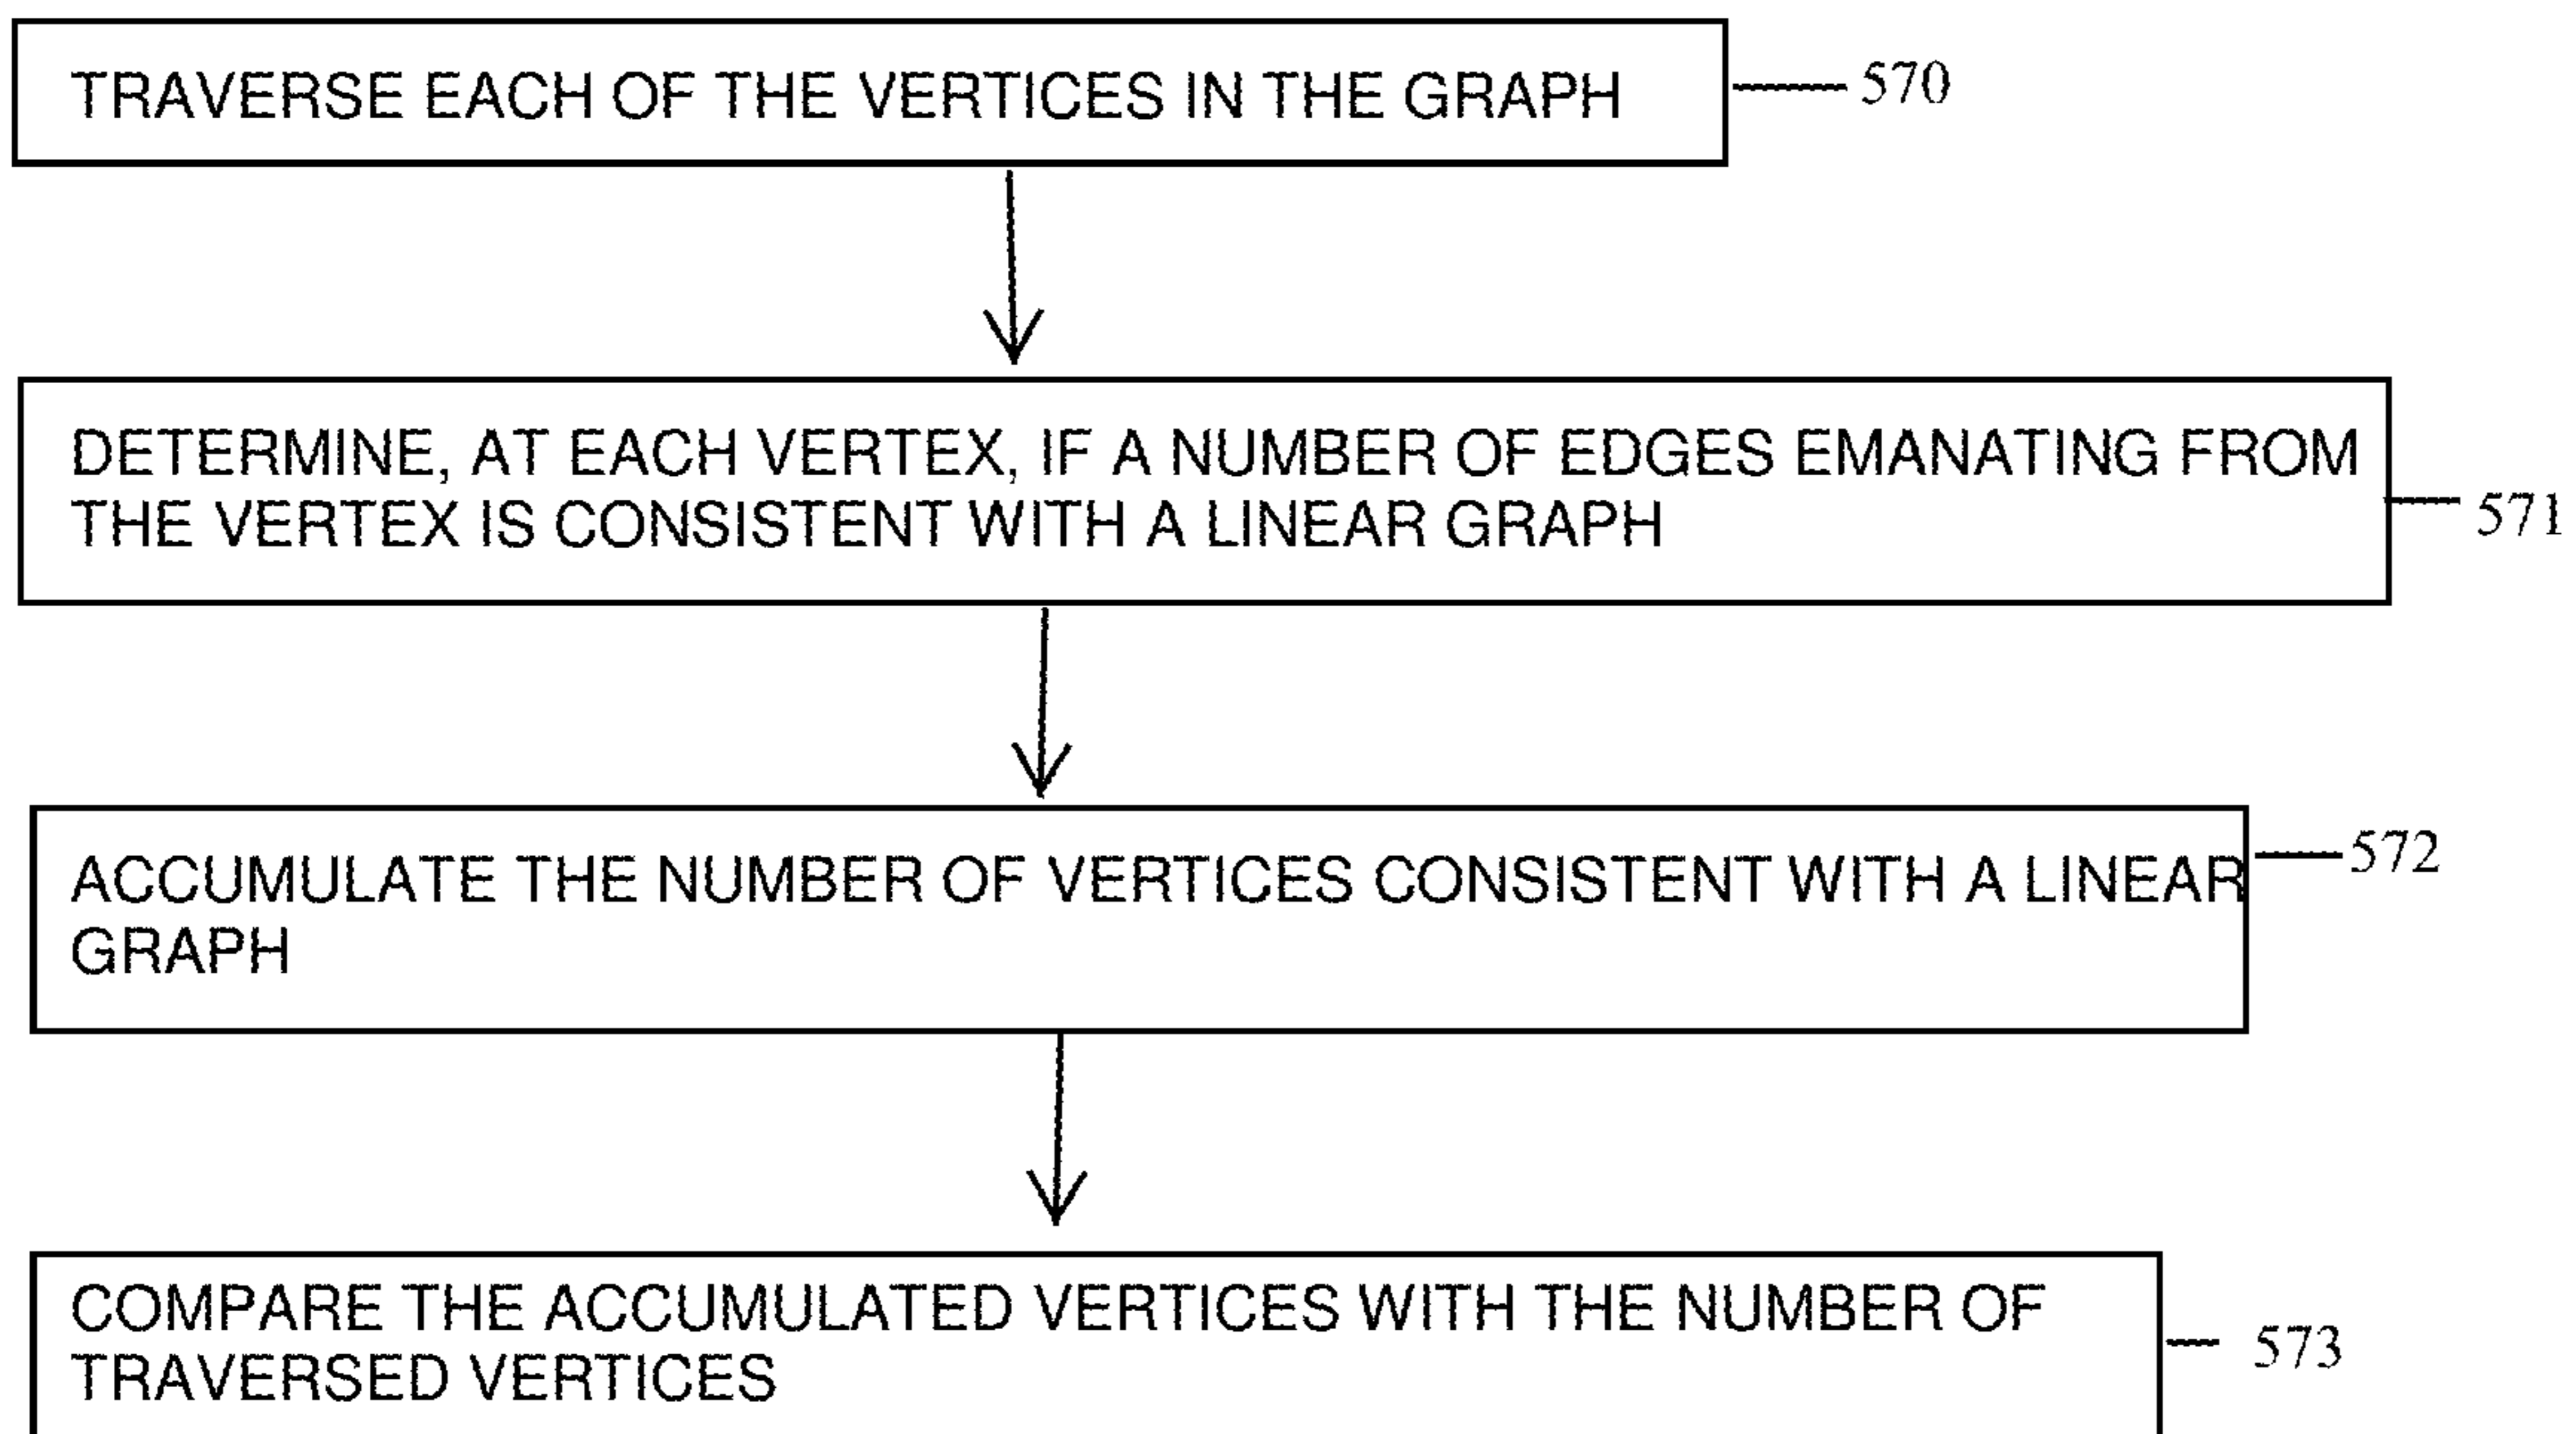 TRAVERSE EACH OF THE VERTICES IN THE GRAPH
570
DETERMINE, AT EACH VERTEX, IF A NUMBER OF EDGES EMANATING FROM
THE VERTEX IS CONSISTENT WITH A LINEAR GRAPH
571
ACCUMULATE THE NUMBER OF VERTICES CONSISTENT WITH A LINEAR
GRAPH
572
COMPARE THE ACCUMULATED VERTICES WITH THE NUMBER OF
TRAVERSED VERTICES
573